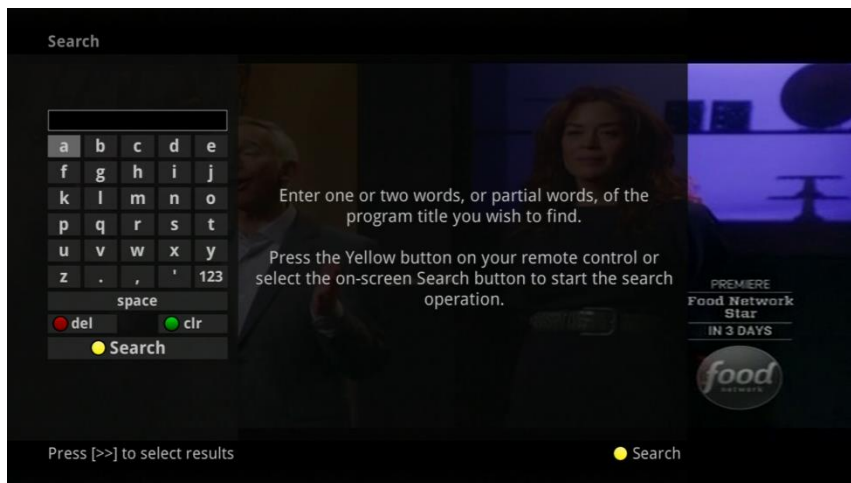 Search
a b c d e
f g h i j
k l m n o
p q r s t
u v w x y
z . , ' 123
space
del clr
Search
Enter one or two words, or partial words, of the
program title you wish to find.
Press the Yellow button on your remote control or
select the on-screen Search button to start the search
operation.
PREMIERE
Food Network
Star
IN 3 DAYS
food
network
Press [>>] to select results
Search